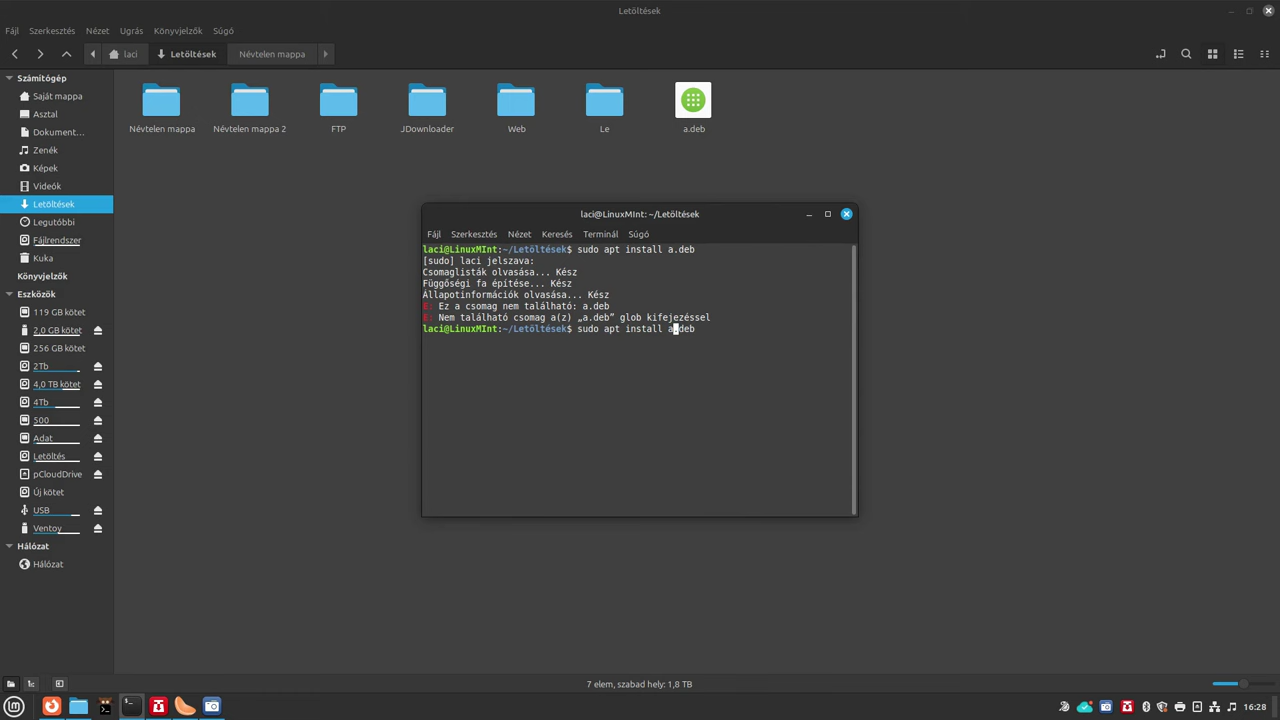 Letöltések
Fájl Szerkesztés Nézet Ugrás Könyvjelzők Súgó
laci Letöltések Névtelen mappa
Számítógép
Saját mappa
Asztal
Dokument...
Zenék
Képek
Videók
Letöltések
Legutóbbi
Fájlrendszer
Kuka
Könyvjelzők
Eszközök
119 GB kötet
2,0 GB kötet
256 GB kötet
2Tb
4,0 TB kötet
4Tb
500
Adat
Letöltés
pCloudDrive
Új kötet
USB
Ventoy
Hálózat
Hálózat
Névtelen mappa Névtelen mappa 2 FTP JDownloader Web Le a.deb
laci@LinuxMInt: ~/Letöltések
Fájl Szerkesztés Nézet Keresés Terminál Súgó
laci@LinuxMInt:~/Letöltések$ sudo apt install a.deb
[sudo] laci jelszava:
Csomaglisták olvasása... Kész
Függőségi fa építése... Kész
Állapotinformációk olvasása... Kész
E: Ez a csomag nem található: a.deb
E: Nem található csomag a(z) „a.deb” glob kifejezéssel
laci@LinuxMInt:~/Letöltések$ sudo apt install a.deb
7 elem, szabad hely: 1,8 TB
16:28